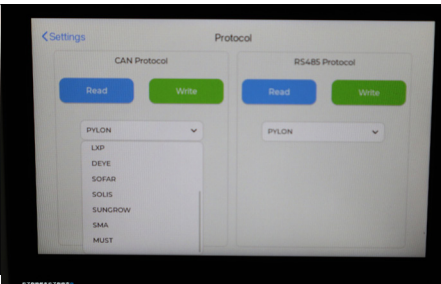 Settings
Protocol
CAN Protocol
RS485 Protocol
Read
Write
Read
Write
PYLON
PYLON
LXP
DEYE
SOFAR
SOLIS
SUNGROW
SMA
MUST